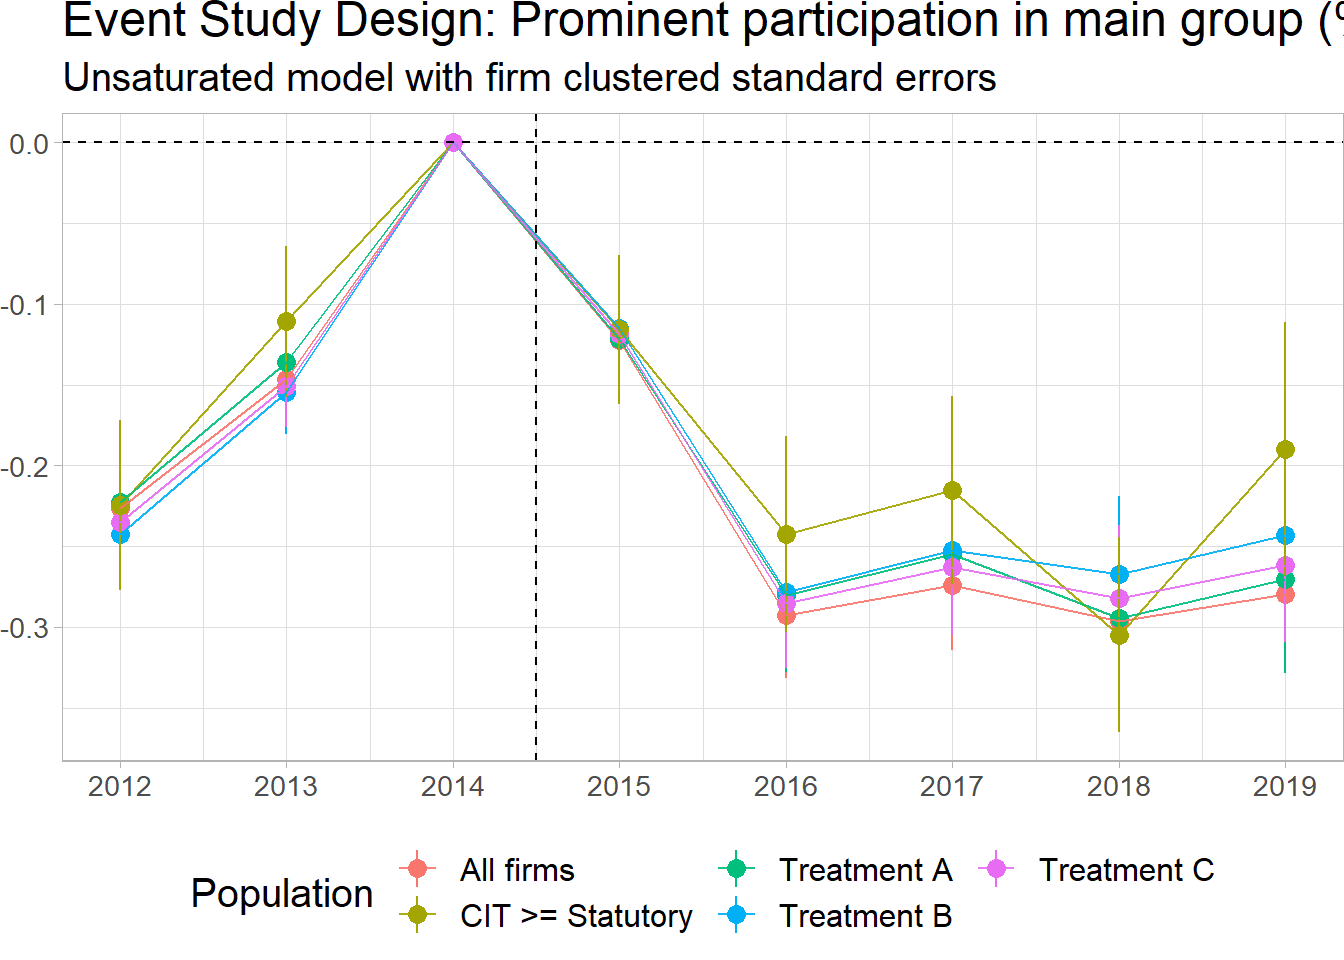 Event Study Design: Prominent participation in main group (%
Unsaturated model with firm clustered standard errors
0.0
-0.1
-0.2
-0.3
2012 2013 2014 2015 2016 2017 2018 2019
Population
All firms Treatment A Treatment C
CIT >= Statutory Treatment B